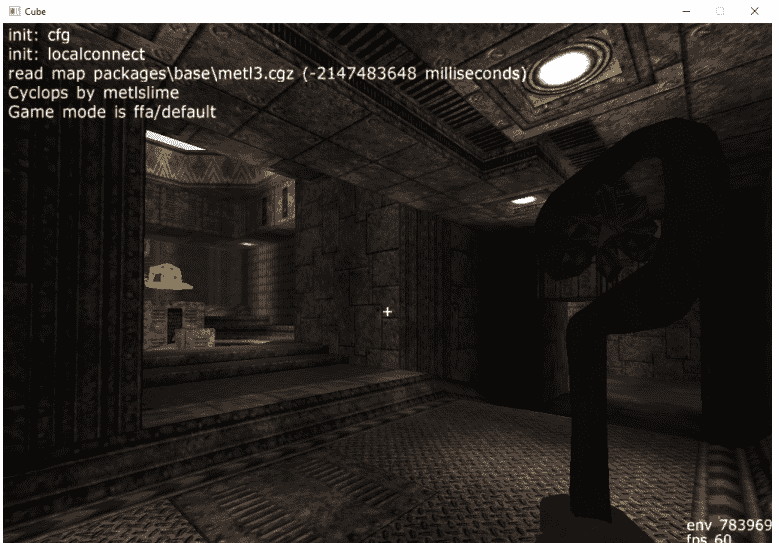 Cube
init: cfg
init: localconnect
read map packages\base\metl3.cgz (-2147483648 milliseconds)
Cyclops by metlslime
Game mode is ffa/default
env 783969
fps 60